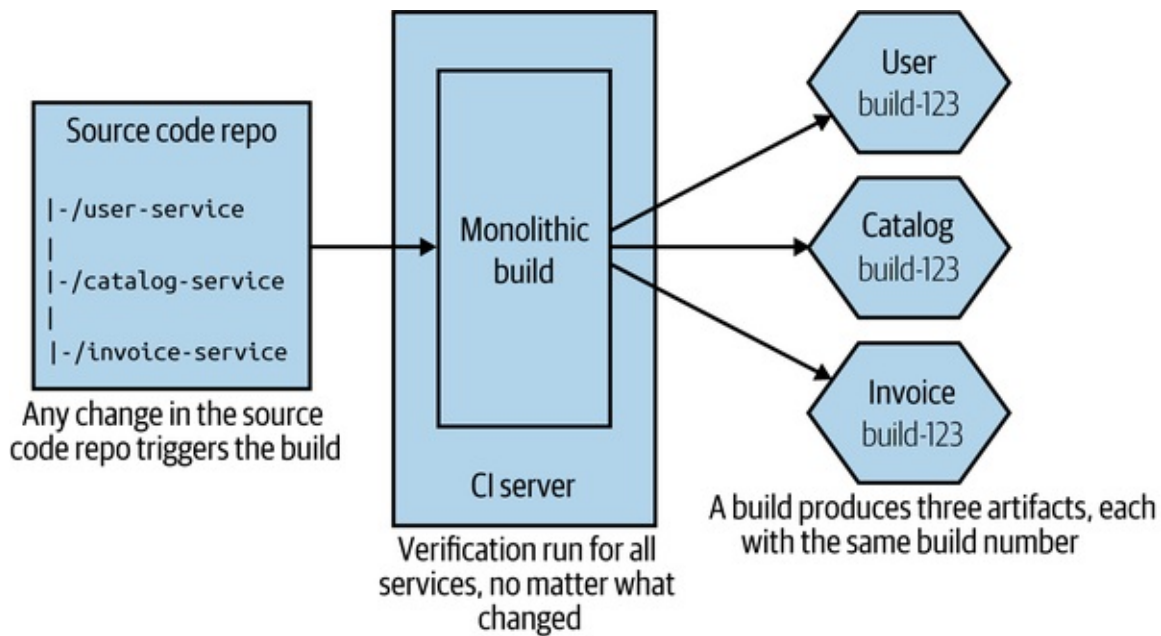 Source code repo
|-/user-service
|
|-/catalog-service
|
|-/invoice-service
Any change in the source
code repo triggers the build
Monolithic
build
CI server
Verification run for all
services, no matter what
changed
User
build-123
Catalog
build-123
Invoice
build-123
A build produces three artifacts, each
with the same build number